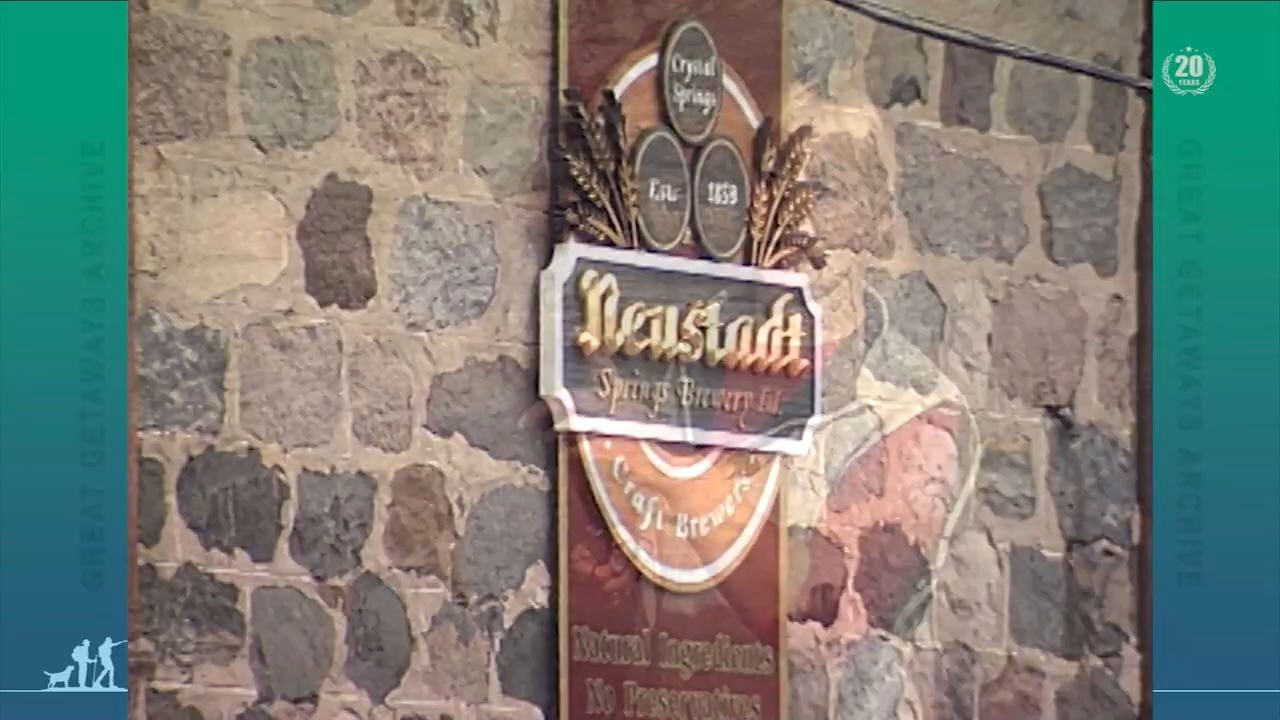 20
YEARS
GREAT GETAWAYS ARCHIVE
GREAT GETAWAYS ARCHIVE
Crystal
Springs
Est. 1859
Neustadt
Springs Brewery Ltd.
Craft Brewers
Natural Ingredients
No Preservatives